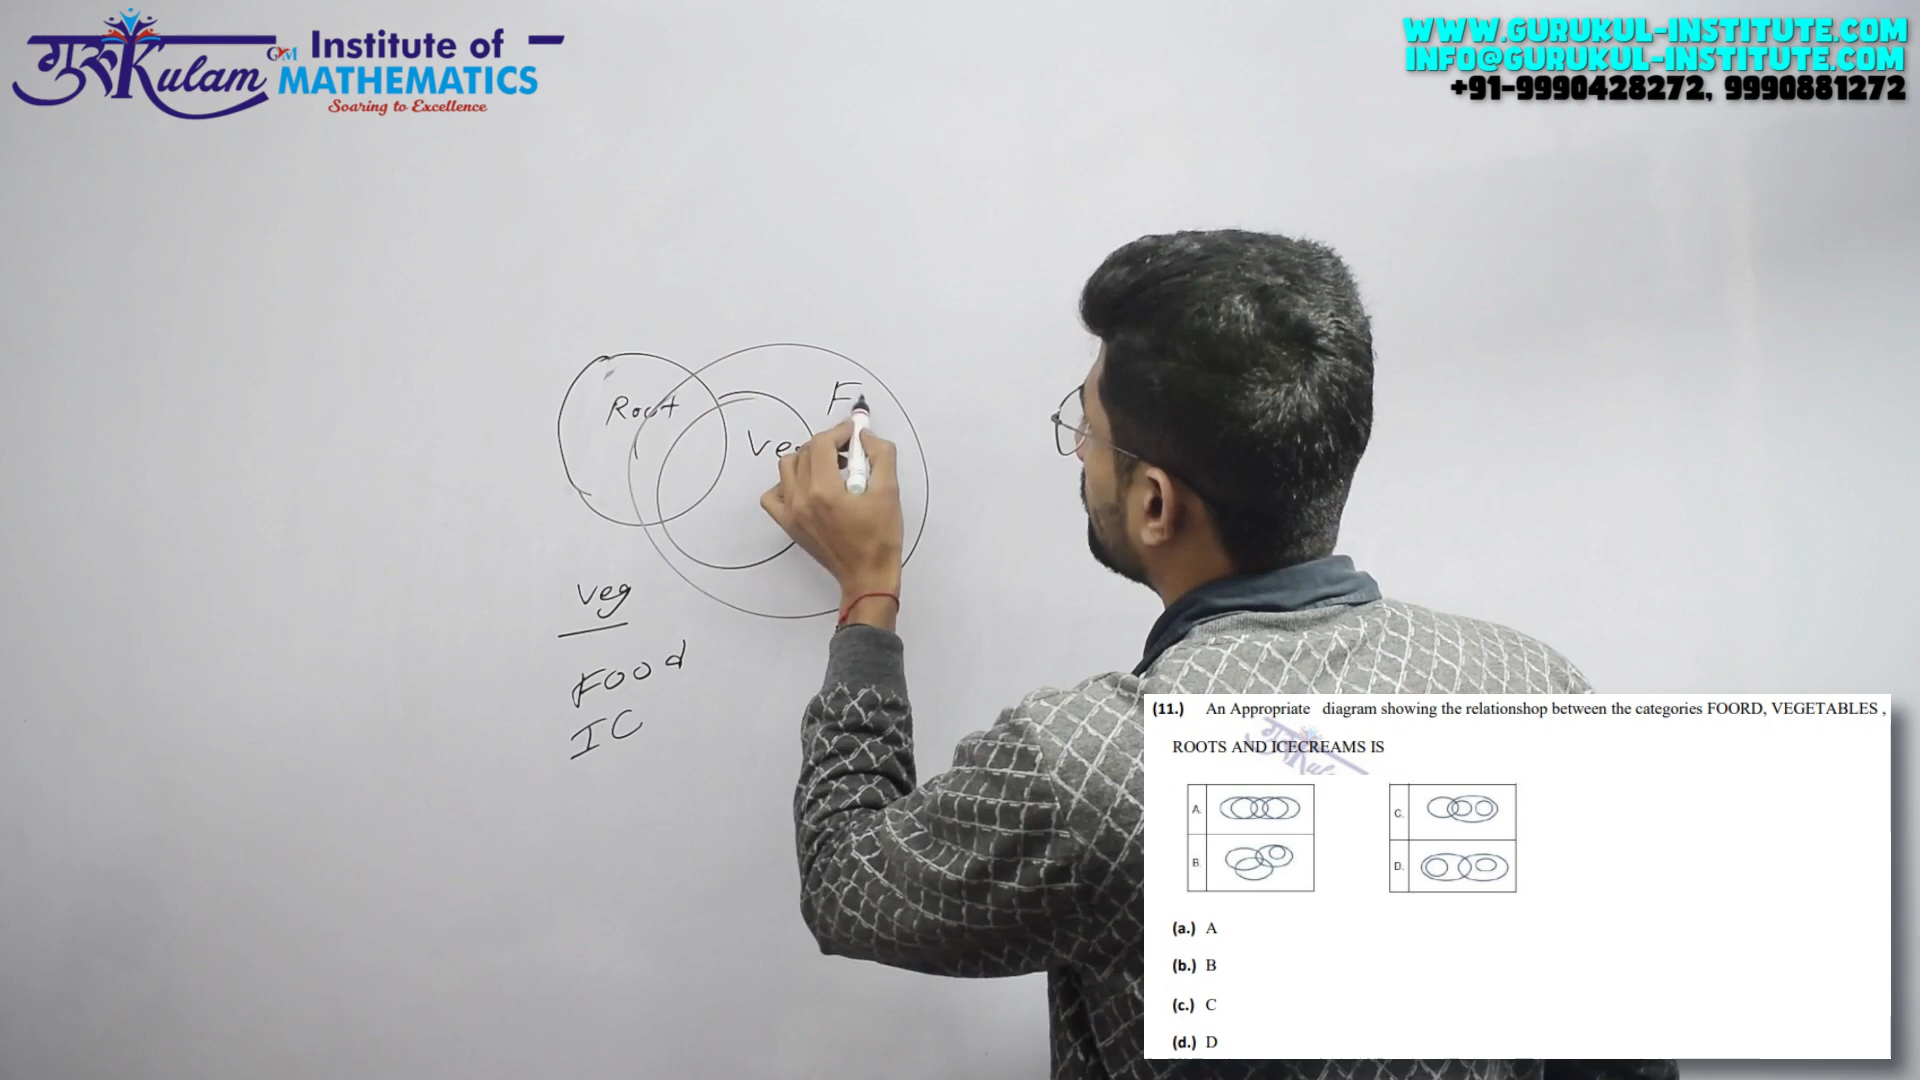 गुरुKulam
GM Institute of
MATHEMATICS
Soaring to Excellence
WWW.GURUKUL-INSTITUTE.COM
INFO@GURUKUL-INSTITUTE.COM
+91-9990428272, 9990881272
Root
Veg
F
Veg
Food
IC
(11.) An Appropriate diagram showing the relationshop between the categories FOORD, VEGETABLES ,
ROOTS AND ICECREAMS IS
A.
C.
B.
D.
(a.) A
(b.) B
(c.) C
(d.) D